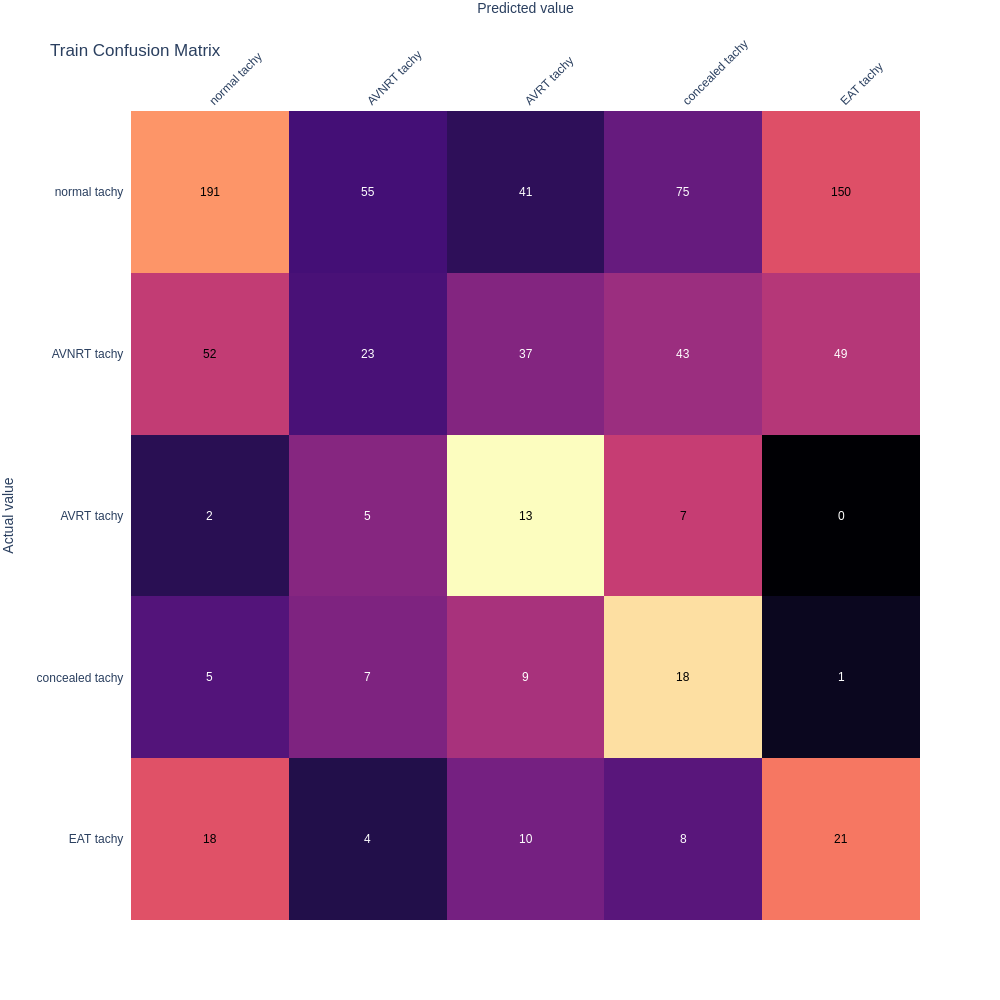 Predicted value
Train Confusion Matrix
normal tachy AVNRT tachy AVRT tachy concealed tachy EAT tachy
normal tachy 191 55 41 75 150
AVNRT tachy 52 23 37 43 49
AVRT tachy 2 5 13 7 0
concealed tachy 5 7 9 18 1
EAT tachy 18 4 10 8 21
Actual value